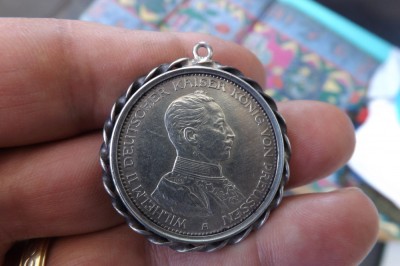 WILHELM II DEUTSCHER KAISER KÖNIG VON PREUSSEN
A